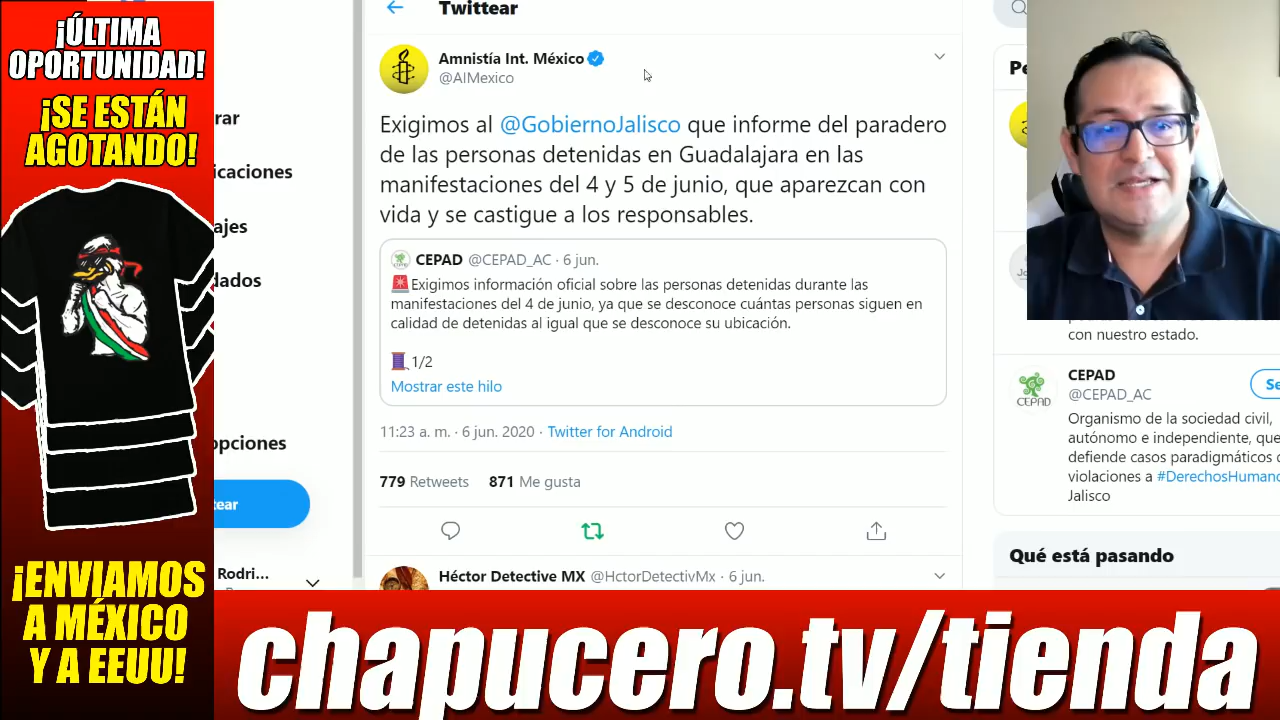 ¡ÚLTIMA
OPORTUNIDAD!
¡SE ESTÁN
AGOTANDO!
¡ENVIAMOS
A MÉXICO
Y A EEUU!
rar
icaciones
ajes
dados
opciones
ear
Rodri...
Twittear
Amnistía Int. México
@AIMexico
Exigimos al @GobiernoJalisco que informe del paradero
de las personas detenidas en Guadalajara en las
manifestaciones del 4 y 5 de junio, que aparezcan con
vida y se castigue a los responsables.
CEPAD @CEPAD_AC · 6 jun.
🚨Exigimos información oficial sobre las personas detenidas durante las
manifestaciones del 4 de junio, ya que se desconoce cuántas personas siguen en
calidad de detenidas al igual que se desconoce su ubicación.
🧵1/2
Mostrar este hilo
11:23 a. m. · 6 jun. 2020 · Twitter for Android
779 Retweets 871 Me gusta
Héctor Detective MX @HctorDetectivMx · 6 jun.
Pe
con nuestro estado.
CEPAD
CEPAD
@CEPAD_AC
Se
Organismo de la sociedad civil,
autónomo e independiente, que
defiende casos paradigmáticos d
violaciones a #DerechosHumano
Jalisco
Qué está pasando
chapucero.tv/tienda